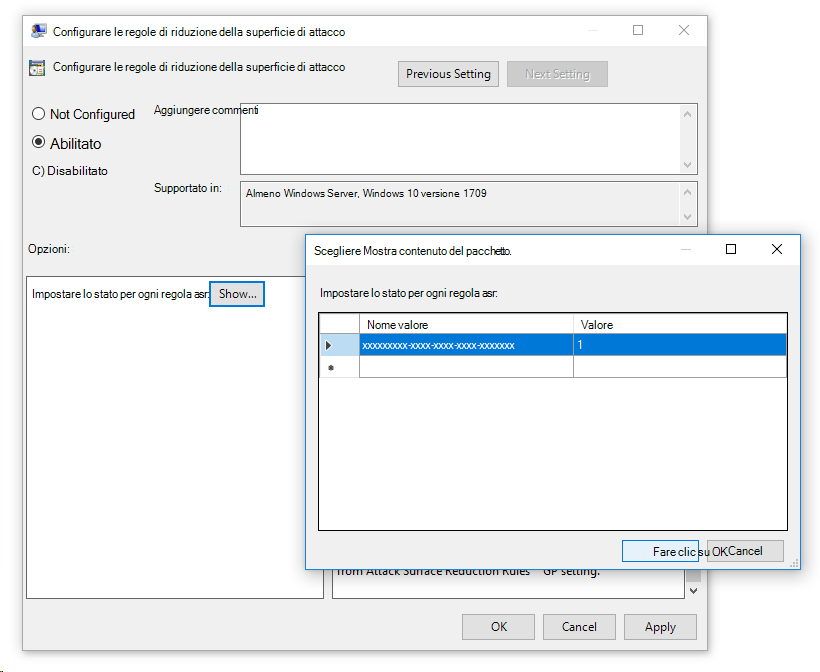 Configurare le regole di riduzione della superficie di attacco
Configurare le regole di riduzione della superficie di attacco
Previous Setting
Next Setting
Not Configured
Aggiungere commenti
Abilitato
C) Disabilitato
Supportato in:
Almeno Windows Server, Windows 10 versione 1709
Opzioni:
Impostare lo stato per ogni regola asr:
Show...
Scegliere Mostra contenuto del pacchetto.
Impostare lo stato per ogni regola asr:
Nome valore
Valore
xxxxxxxxx-xxxx-xxxx-xxxx-xxxxxxx
1
Fare clic su OK
Cancel
from Attack Surface Reduction Rules" GP setting.
OK
Cancel
Apply